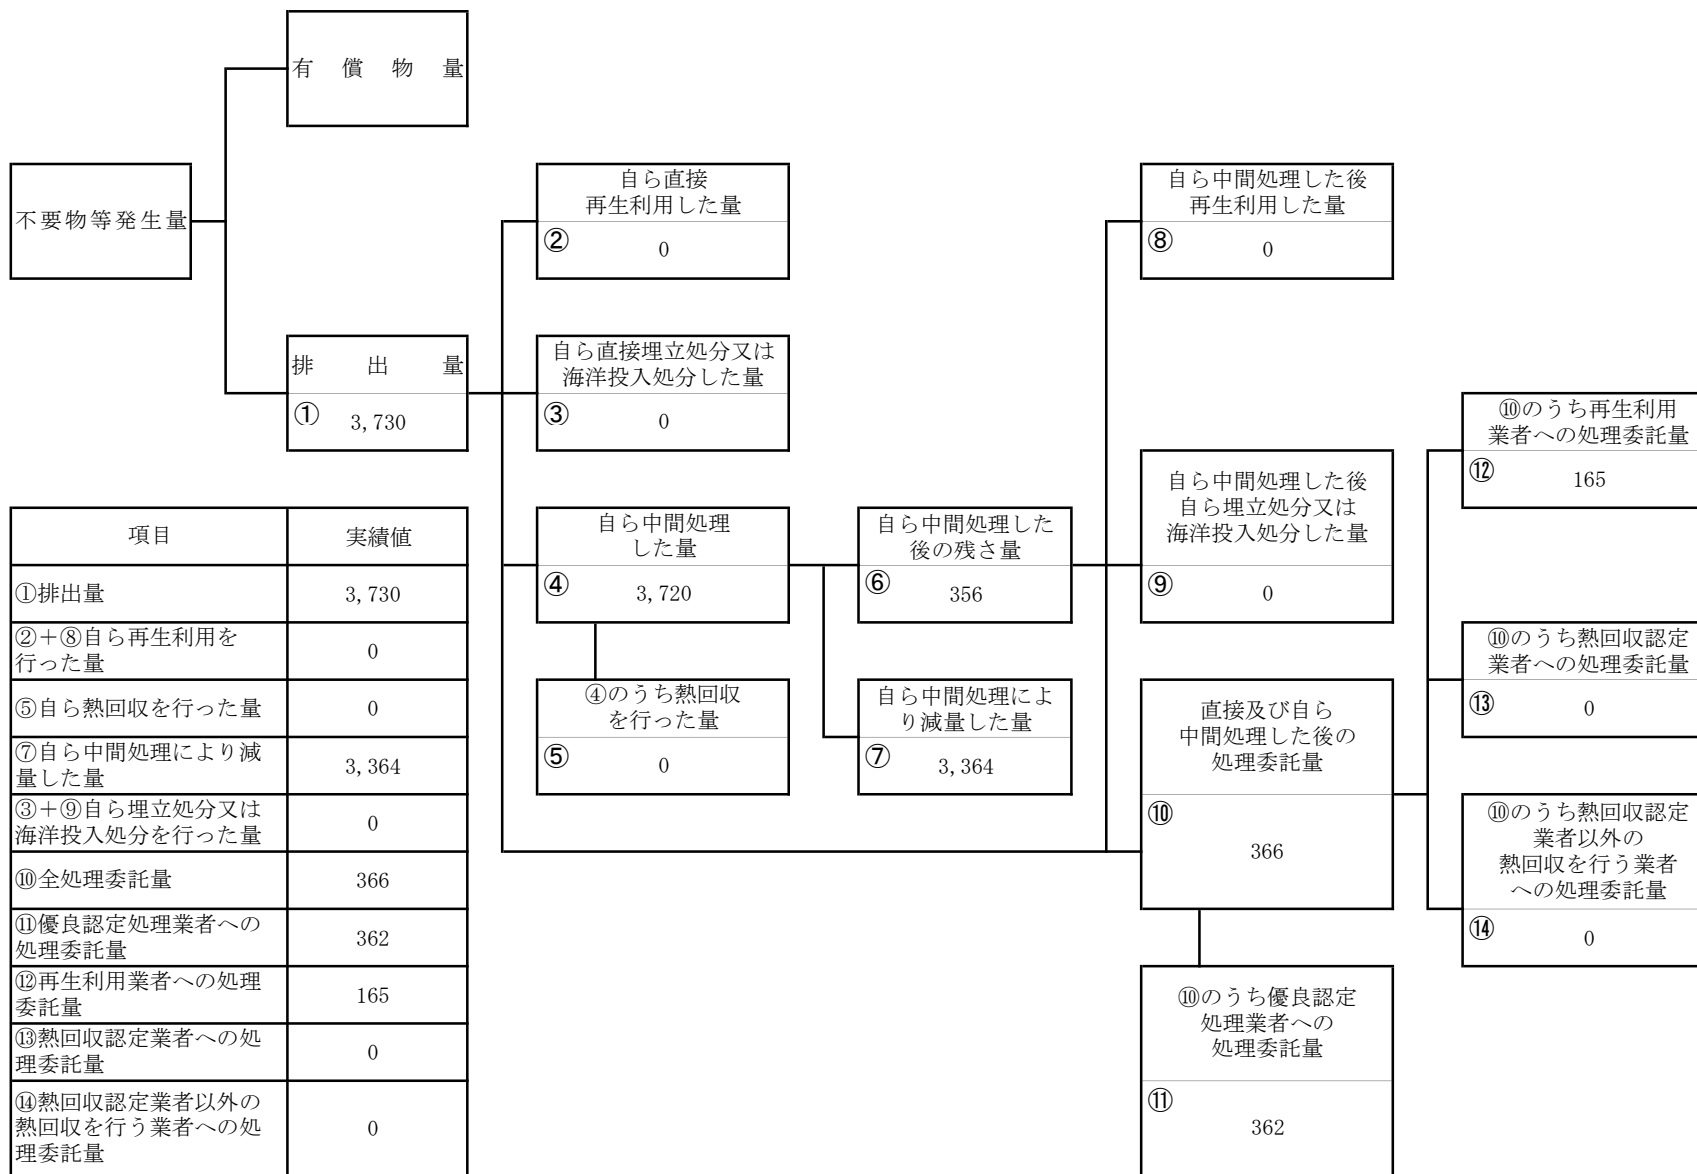 有償物量
不要物等発生量
自ら直接
再生利用した量
②
0
自ら中間処理した後
再生利用した量
⑧
0
排出量
①
3,730
自ら直接埋立処分又は
海洋投入処分した量
③
0
⑩のうち再生利用
業者への処理委託量
⑫
165
自ら中間処理
した量
④
3,720
自ら中間処理した
後の残さ量
⑥
356
自ら中間処理した後
自ら埋立処分又は
海洋投入処分した量
⑨
0
⑩のうち熱回収認定
業者への処理委託量
⑬
0
④のうち熱回収
を行った量
⑤
0
自ら中間処理によ
り減量した量
⑦
3,364
直接及び自ら
中間処理した後の
処理委託量
⑩
366
⑩のうち熱回収認定
業者以外の
熱回収を行う業者
への処理委託量
⑭
0
⑩のうち優良認定
処理業者への
処理委託量
⑪
362
項目
実績値
①排出量
3,730
②+⑧自ら再生利用を
行った量
0
⑤自ら熱回収を行った量
0
⑦自ら中間処理により減
量した量
3,364
③+⑨自ら埋立処分又は
海洋投入処分を行った量
0
⑩全処理委託量
366
⑪優良認定処理業者への
処理委託量
362
⑫再生利用業者への処理
委託量
165
⑬熱回収認定業者への処
理委託量
0
⑭熱回収認定業者以外の
熱回収を行う業者への処
理委託量
0